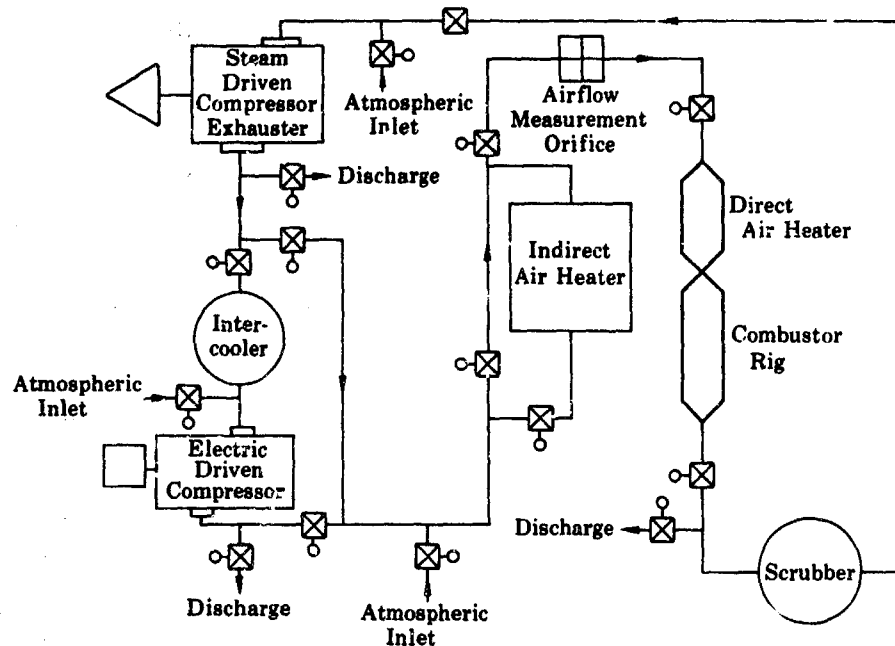 Steam
Driven
Compressor
Exhauster
Atmospheric
Inlet
Airflow
Measurement
Orifice
Discharge
Direct
Air Heater
Indirect
Air Heater
Inter-
cooler
Combustor
Rig
Atmospheric
Inlet
Electric
Driven
Compressor
Discharge
Scrubber
Discharge
Atmospheric
Inlet